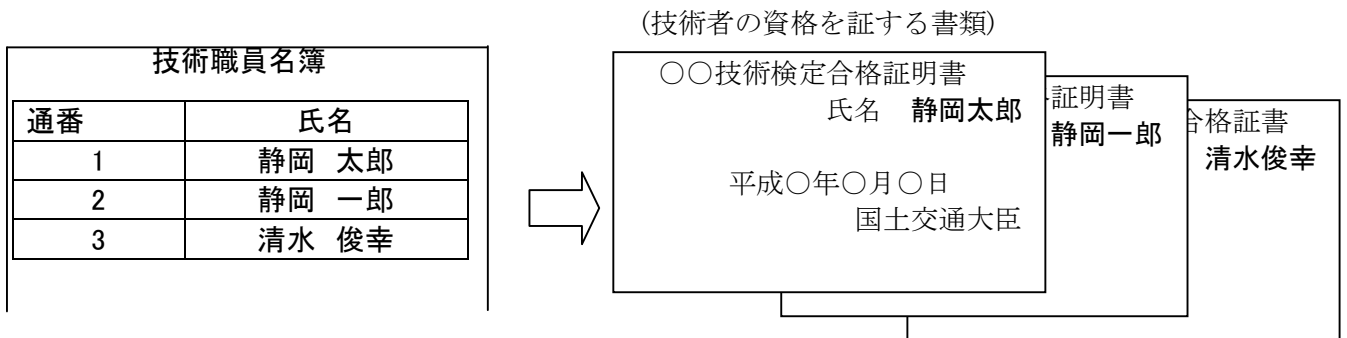 (技術者の資格を証する書類)
技術職員名簿
通番 氏名
1 静岡 太郎
2 静岡 一郎
3 清水 俊幸
○○技術検定合格証明書
氏名 静岡太郎
平成○年○月○日
国土交通大臣
証明書
静岡一郎
合格証書
清水俊幸